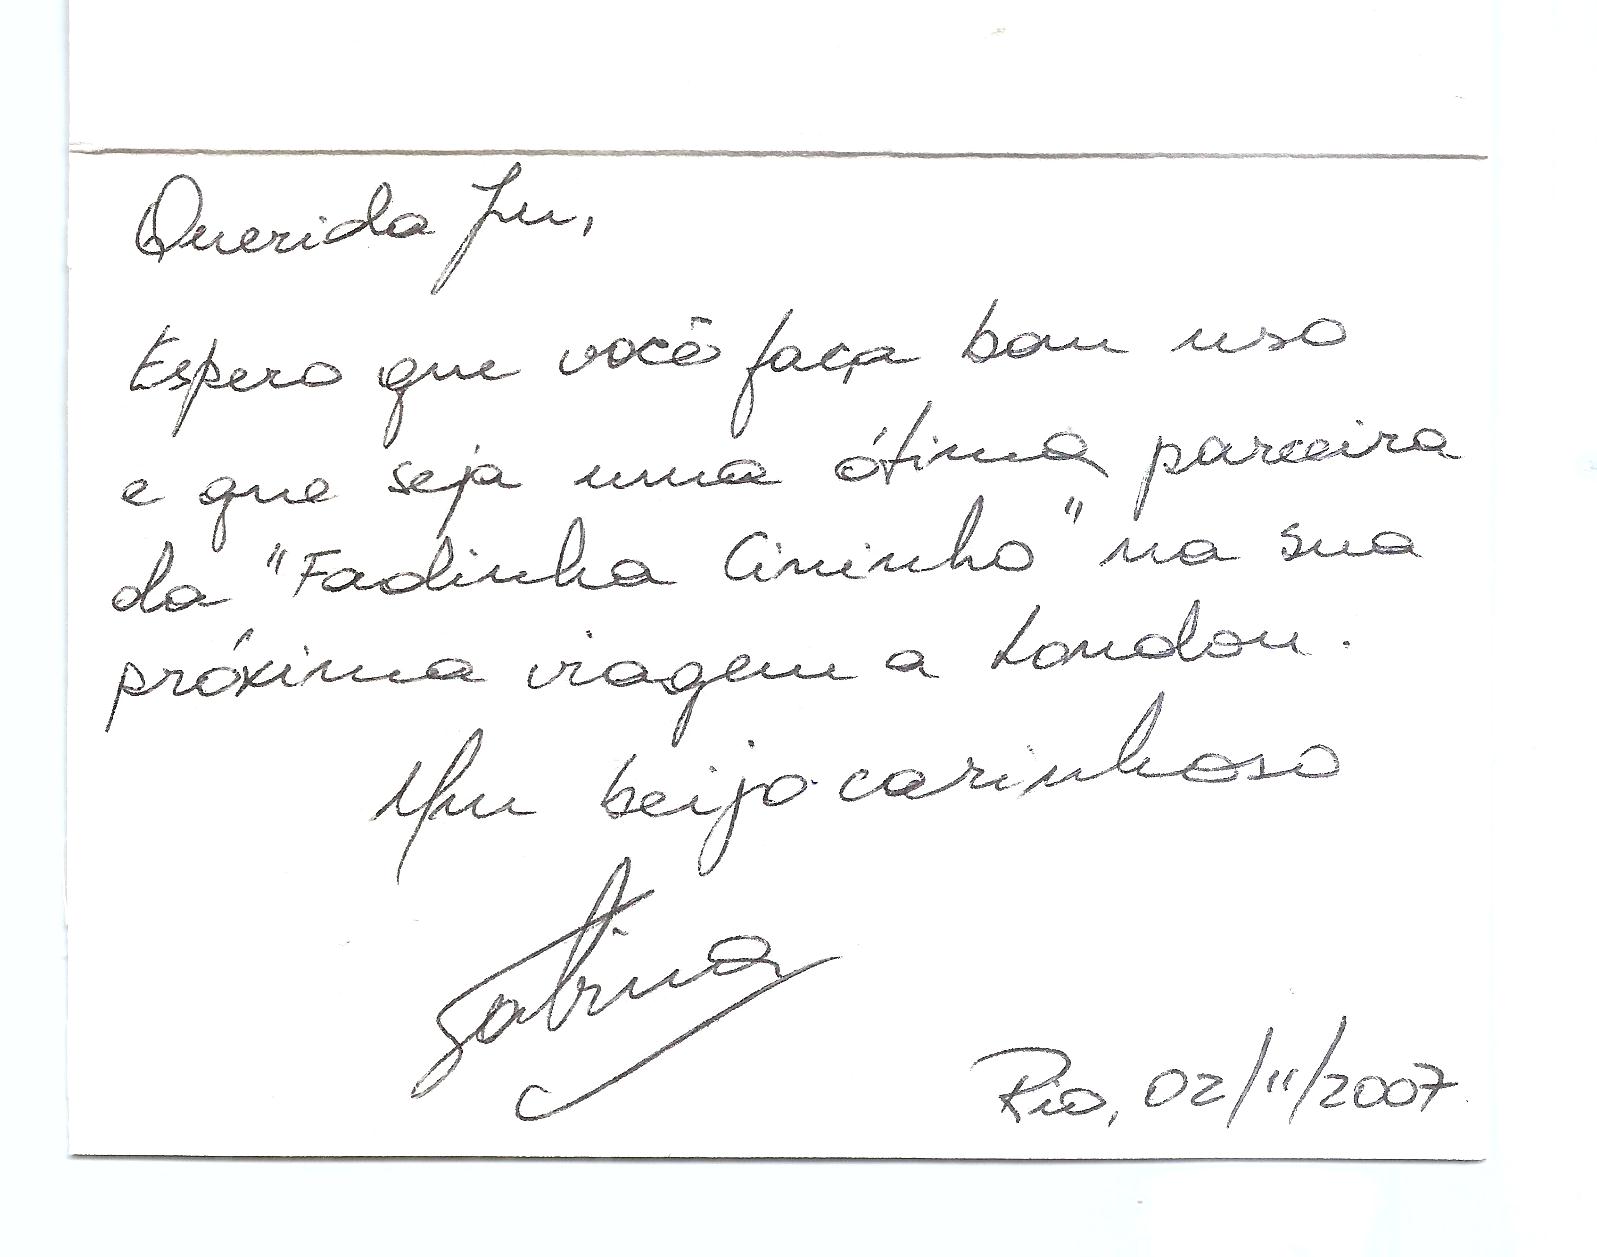 Querida Ju,
Espero que você faça bom uso
e que seja uma ótima parceira
da "Fadinha Cininho" na sua
próxima viagem a London.
Um beijo carinhoso
Sabrina
Rio, 02/11/2007